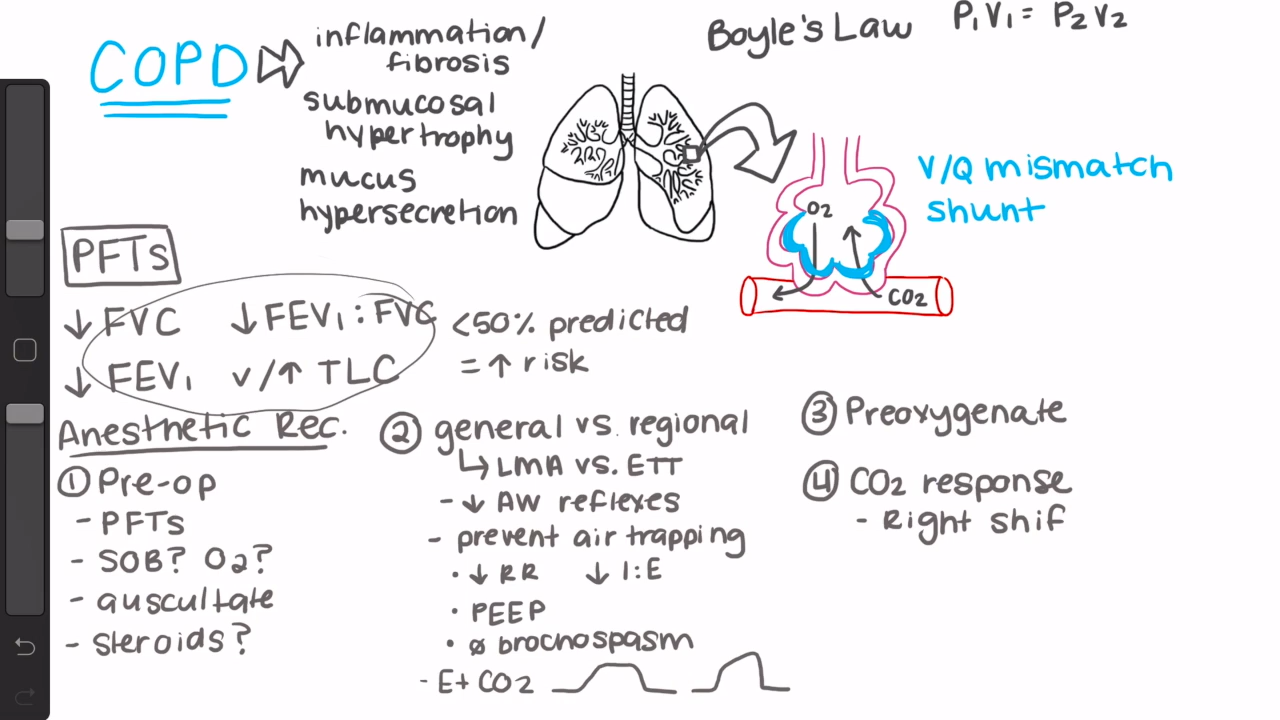 COPD
inflammation/
fibrosis
submucosal
hypertrophy
mucus
hypersecretion
Boyle's Law P₁V₁ = P₂V₂
V/Q mismatch
shunt
O₂
CO₂
PFTs
↓ FVC ↓ FEV₁ : FVC
↓ FEV₁ v/↑ TLC
<50% predicted
= ↑ risk
Anesthetic Rec.
① Pre-op
- PFTs
- SOB? O₂?
- auscultate
- steroids?
② general vs. regional
↳ LMA vs. ETT
- ↓ AW reflexes
- prevent air trapping
• ↓ RR ↓ I:E
• PEEP
• ø brochospasm
- Et CO₂
③ Preoxygenate
④ CO₂ response
- Right shif